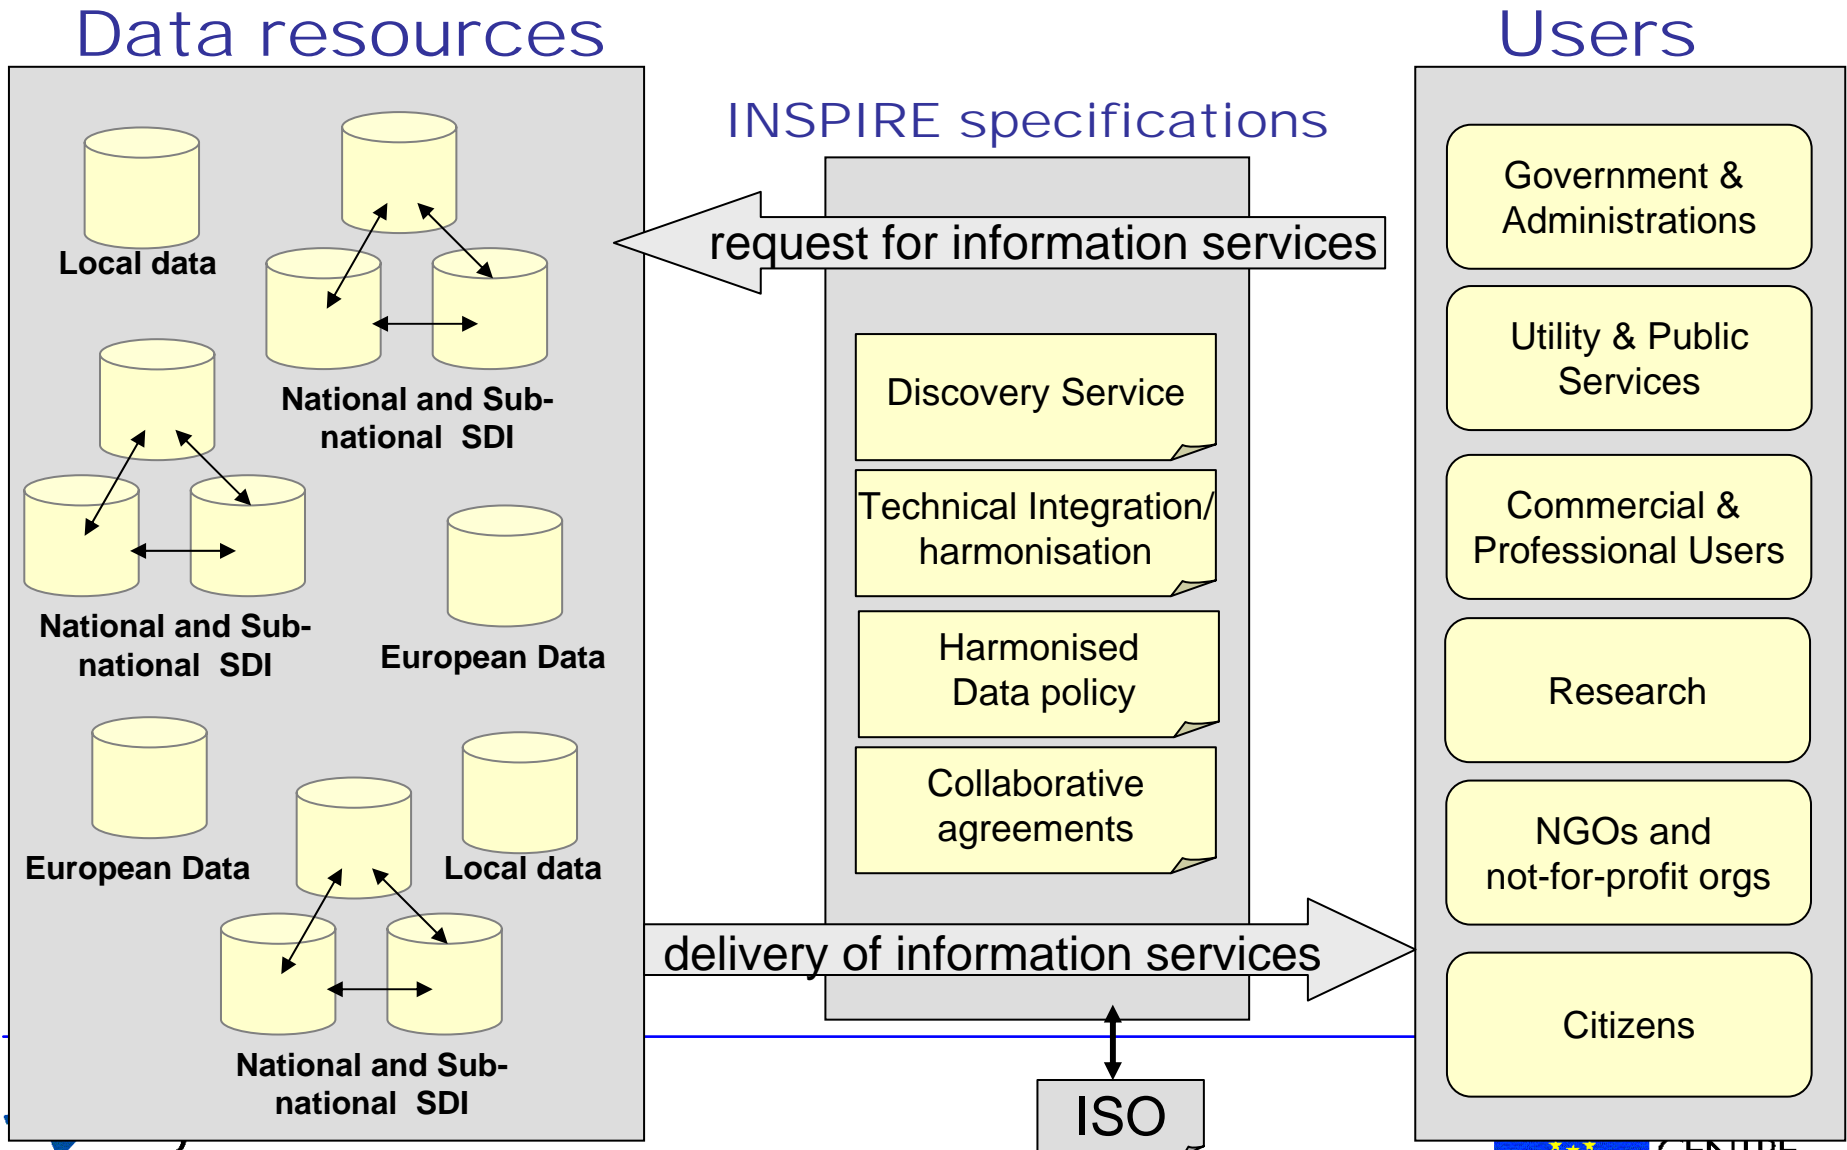 Data resources
Users
INSPIRE specifications
Local data
National and Sub-
national SDI
National and Sub-
national SDI
European Data
European Data
Local data
National and Sub-
national SDI
request for information services
Discovery Service
Technical Integration/
harmonisation
Harmonised
Data policy
Collaborative
agreements
delivery of information services
ISO
Government &
Administrations
Utility & Public
Services
Commercial &
Professional Users
Research
NGOs and
not-for-profit orgs
Citizens
CENTRE